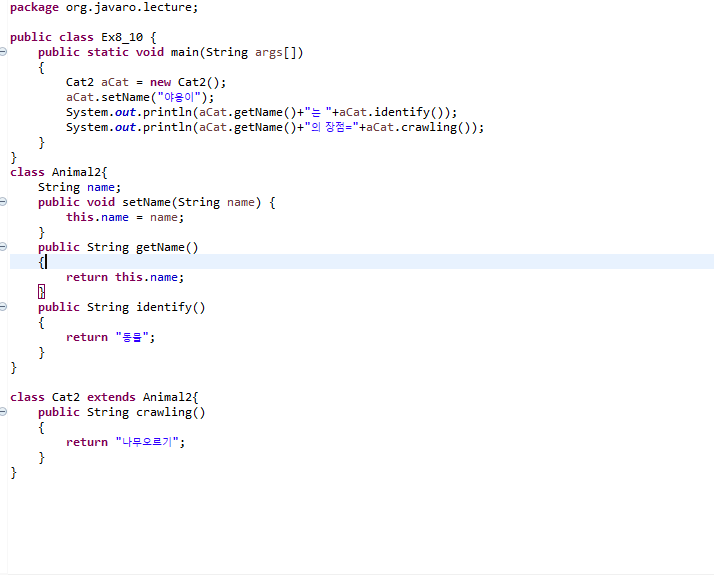 package org.javaro.lecture;
public class Ex8_10 {
public static void main(String args[])
{
Cat2 aCat = new Cat2();
aCat.setName("야옹이");
System.out.println(aCat.getName()+"는 "+aCat.identify());
System.out.println(aCat.getName()+"의 장점="+aCat.crawling());
}
}
class Animal2{
String name;
public void setName(String name) {
this.name = name;
}
public String getName()
{
return this.name;
}
public String identify()
{
return "동물";
}
}
class Cat2 extends Animal2{
public String crawling()
{
return "나무오르기";
}
}